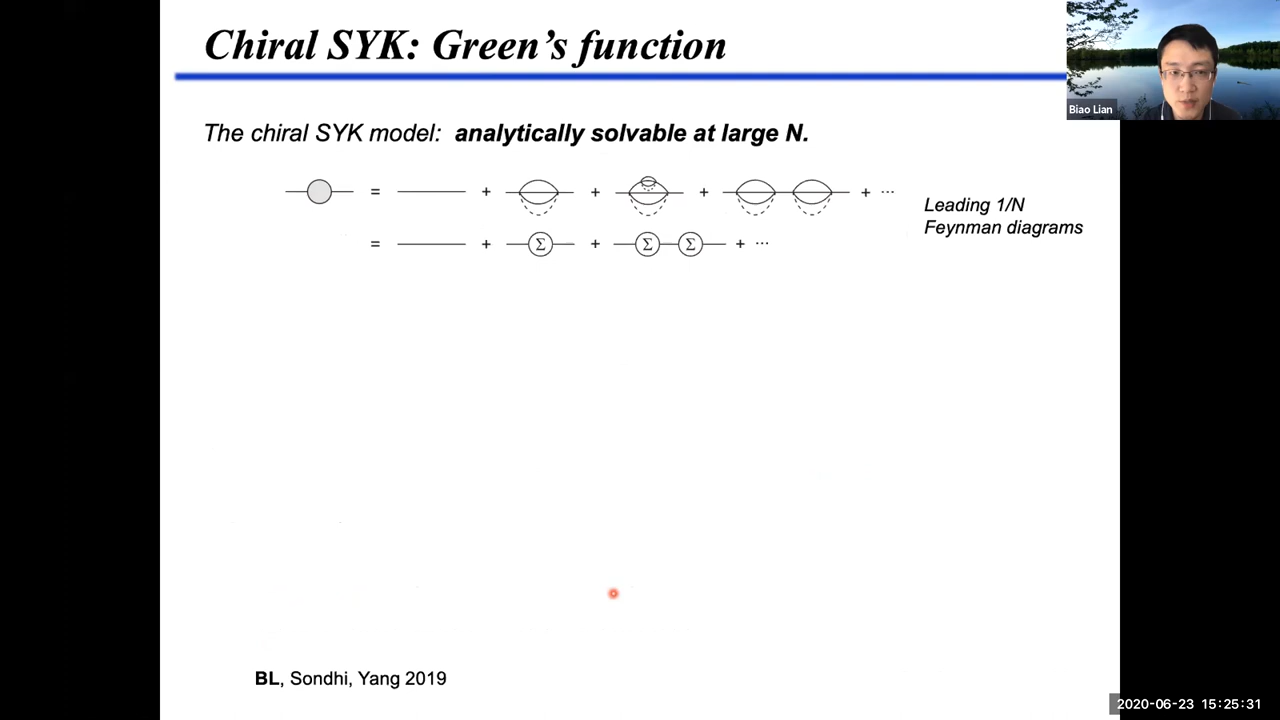 Chiral SYK: Green's function
Biao Lian
The chiral SYK model: analytically solvable at large N.
= + + + + ···
Leading 1/N
Feynman diagrams
= + Σ + Σ Σ + ···
BL, Sondhi, Yang 2019
2020-06-23 15:25:31